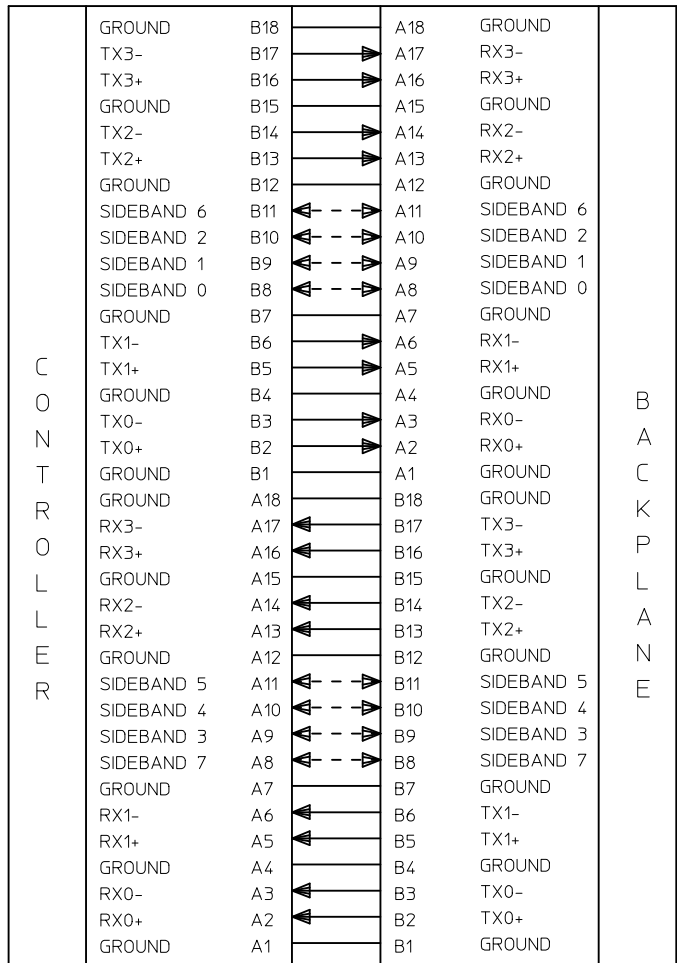 GROUND B18 A18 GROUND
TX3- B17 A17 RX3-
TX3+ B16 A16 RX3+
GROUND B15 A15 GROUND
TX2- B14 A14 RX2-
TX2+ B13 A13 RX2+
GROUND B12 A12 GROUND
SIDEBAND 6 B11 A11 SIDEBAND 6
SIDEBAND 2 B10 A10 SIDEBAND 2
SIDEBAND 1 B9 A9 SIDEBAND 1
SIDEBAND 0 B8 A8 SIDEBAND 0
GROUND B7 A7 GROUND
TX1- B6 A6 RX1-
TX1+ B5 A5 RX1+
GROUND B4 A4 GROUND
TX0- B3 A3 RX0-
TX0+ B2 A2 RX0+
GROUND B1 A1 GROUND
GROUND A18 B18 GROUND
RX3- A17 B17 TX3-
RX3+ A16 B16 TX3+
GROUND A15 B15 GROUND
RX2- A14 B14 TX2-
RX2+ A13 B13 TX2+
GROUND A12 B12 GROUND
SIDEBAND 5 A11 B11 SIDEBAND 5
SIDEBAND 4 A10 B10 SIDEBAND 4
SIDEBAND 3 A9 B9 SIDEBAND 3
SIDEBAND 7 A8 B8 SIDEBAND 7
GROUND A7 B7 GROUND
RX1- A6 B6 TX1-
RX1+ A5 B5 TX1+
GROUND A4 B4 GROUND
RX0- A3 B3 TX0-
RX0+ A2 B2 TX0+
GROUND A1 B1 GROUND
CONTROLLER
BACKPLANE